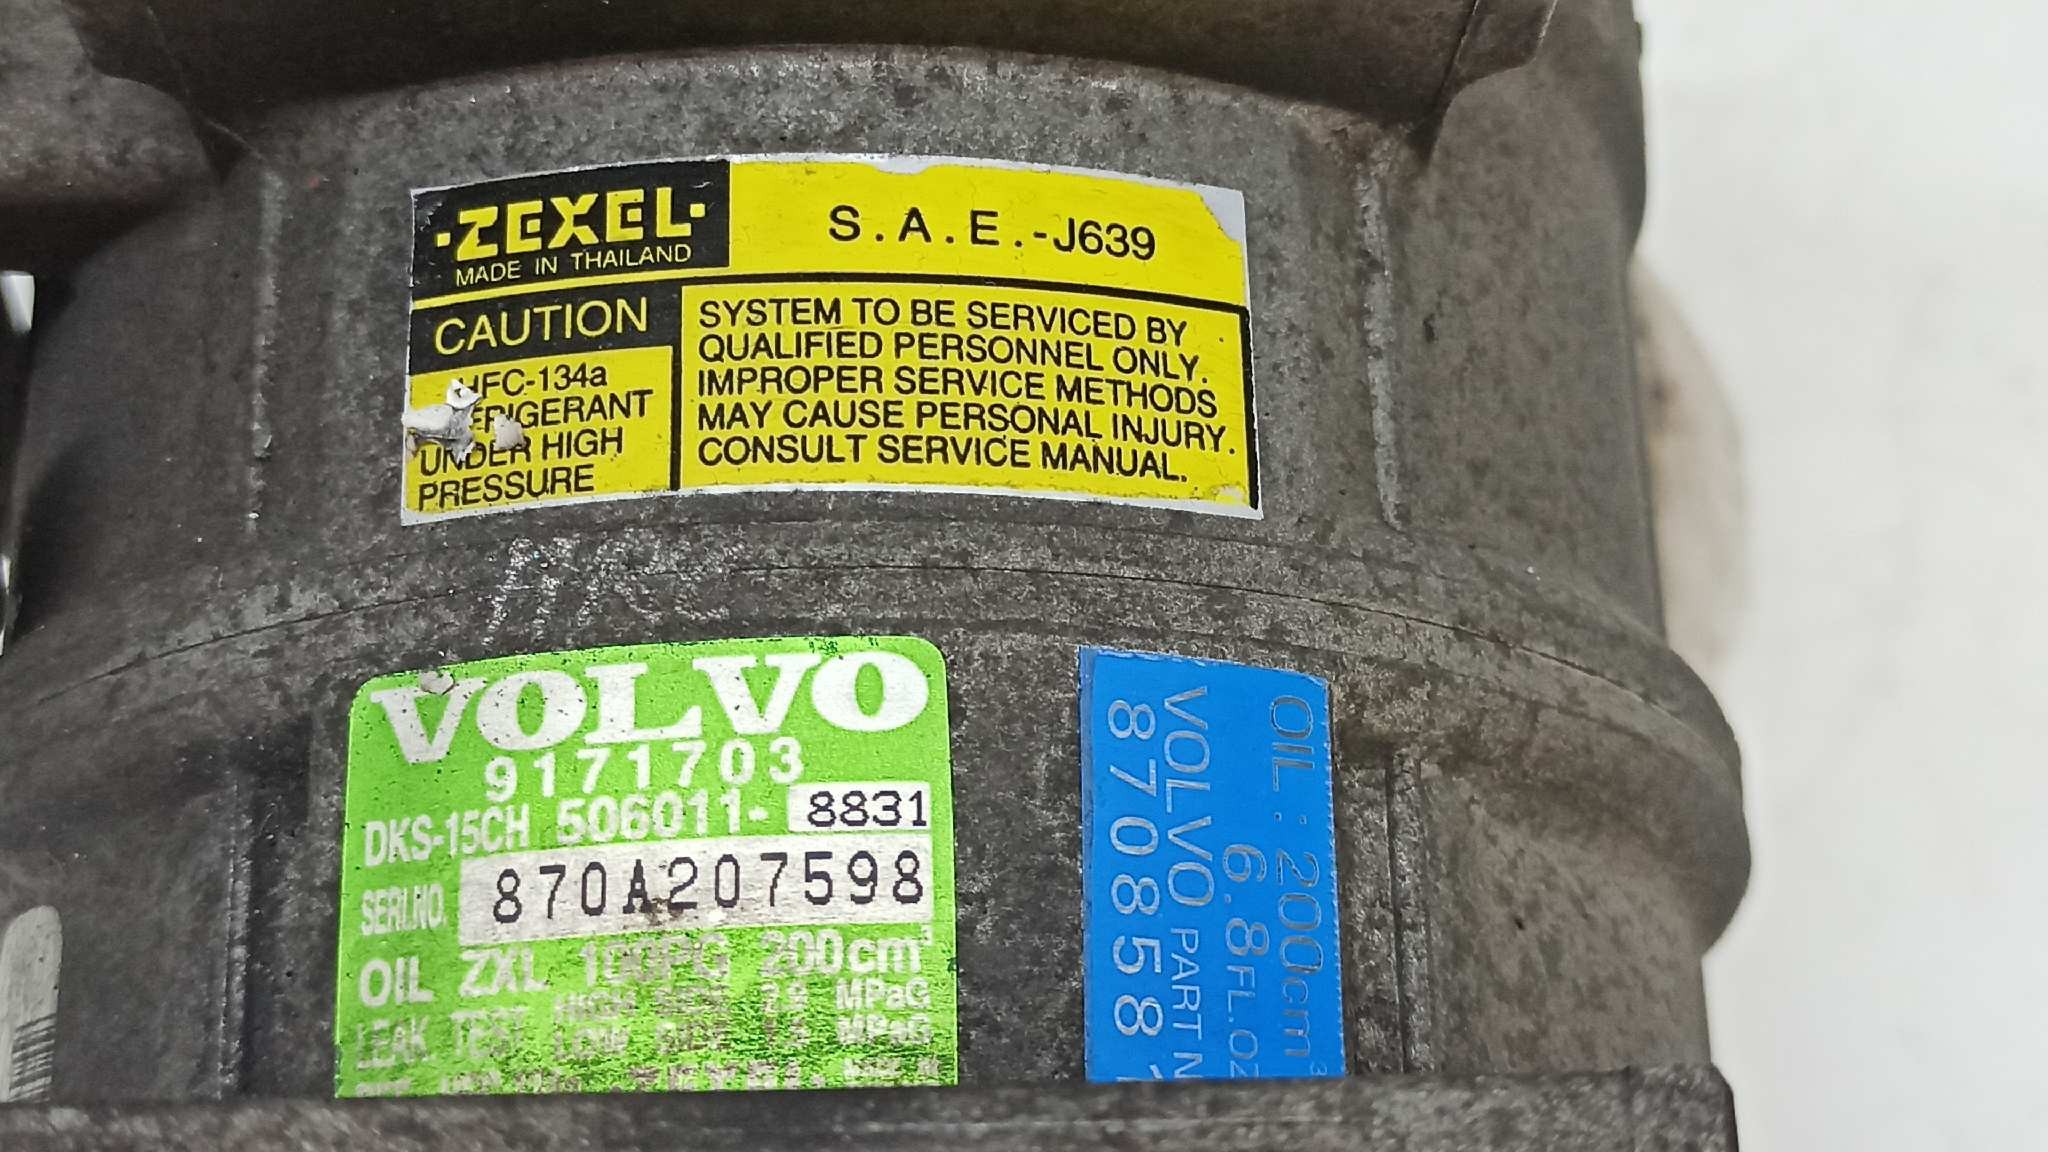 ZEXEL
MADE IN THAILAND
S.A.E.-J639
CAUTION
HFC-134a
REFRIGERANT
UNDER HIGH
PRESSURE
SYSTEM TO BE SERVICED BY
QUALIFIED PERSONNEL ONLY.
IMPROPER SERVICE METHODS
MAY CAUSE PERSONAL INJURY.
CONSULT SERVICE MANUAL.
VOLVO
9171703
DKS-15CH 506011-8831
SERI.NO. 870A207598
OIL ZXL 100PG 200cm³
LEAK TEST HIGH SIDE MPaG
LOW SIDE MPaG
OIL: 200cm³
6.8FL.OZ
VOLVO PART N
870858